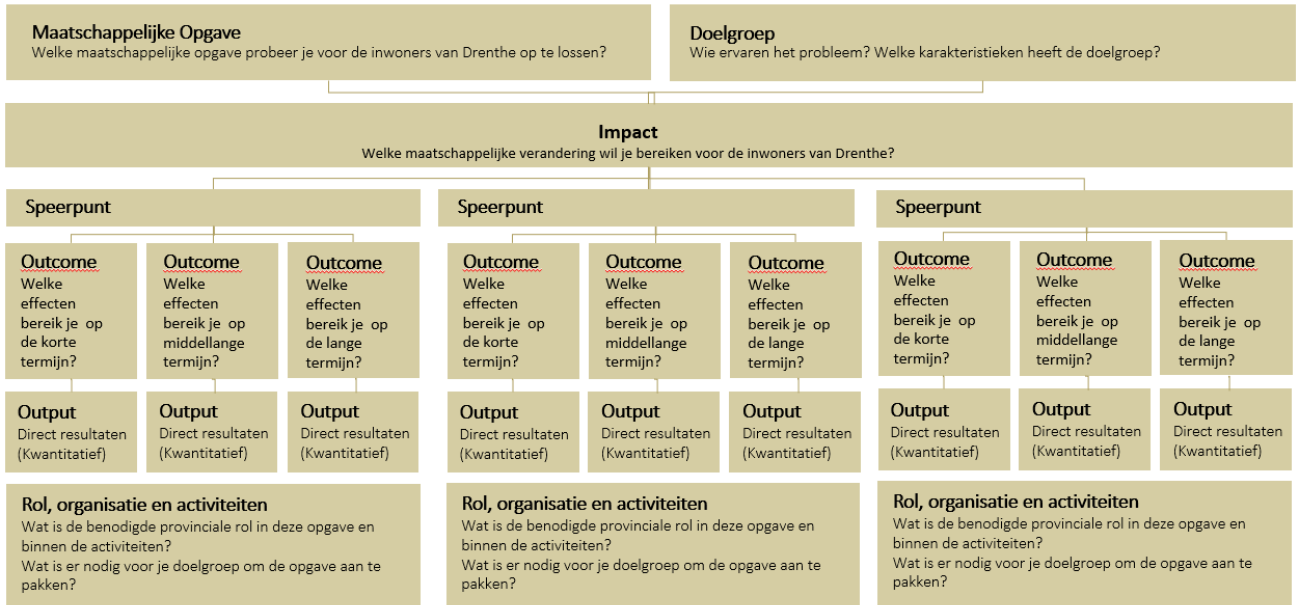 Maatschappelijke Opgave
Welke maatschappelijke opgave probeer je voor de inwoners van Drenthe op te lossen?
Doelgroep
Wie ervaren het probleem? Welke karakteristieken heeft de doelgroep?
Impact
Welke maatschappelijke verandering wil je bereiken voor de inwoners van Drenthe?
Speerpunt
Outcome
Welke
effecten
bereik je op
de korte
termijn?
Outcome
Welke
effecten
bereik je op
middellange
termijn?
Outcome
Welke
effecten
bereik je op
de lange
termijn?
Output
Direct resultaten
(Kwantitatief)
Output
Direct resultaten
(Kwantitatief)
Output
Direct resultaten
(Kwantitatief)
Rol, organisatie en activiteiten
Wat is de benodigde provinciale rol in deze opgave en
binnen de activiteiten?
Wat is er nodig voor je doelgroep om de opgave aan te
pakken?
Speerpunt
Outcome
Welke
effecten
bereik je op
de korte
termijn?
Outcome
Welke
effecten
bereik je op
middellange
termijn?
Outcome
Welke
effecten
bereik je op
de lange
termijn?
Output
Direct resultaten
(Kwantitatief)
Output
Direct resultaten
(Kwantitatief)
Output
Direct resultaten
(Kwantitatief)
Rol, organisatie en activiteiten
Wat is de benodigde provinciale rol in deze opgave en
binnen de activiteiten?
Wat is er nodig voor je doelgroep om de opgave aan te
pakken?
Speerpunt
Outcome
Welke
effecten
bereik je op
de korte
termijn?
Outcome
Welke
effecten
bereik je op
middellange
termijn?
Outcome
Welke
effecten
bereik je op
de lange
termijn?
Output
Direct resultaten
(Kwantitatief)
Output
Direct resultaten
(Kwantitatief)
Output
Direct resultaten
(Kwantitatief)
Rol, organisatie en activiteiten
Wat is de benodigde provinciale rol in deze opgave en
binnen de activiteiten?
Wat is er nodig voor je doelgroep om de opgave aan te
pakken?